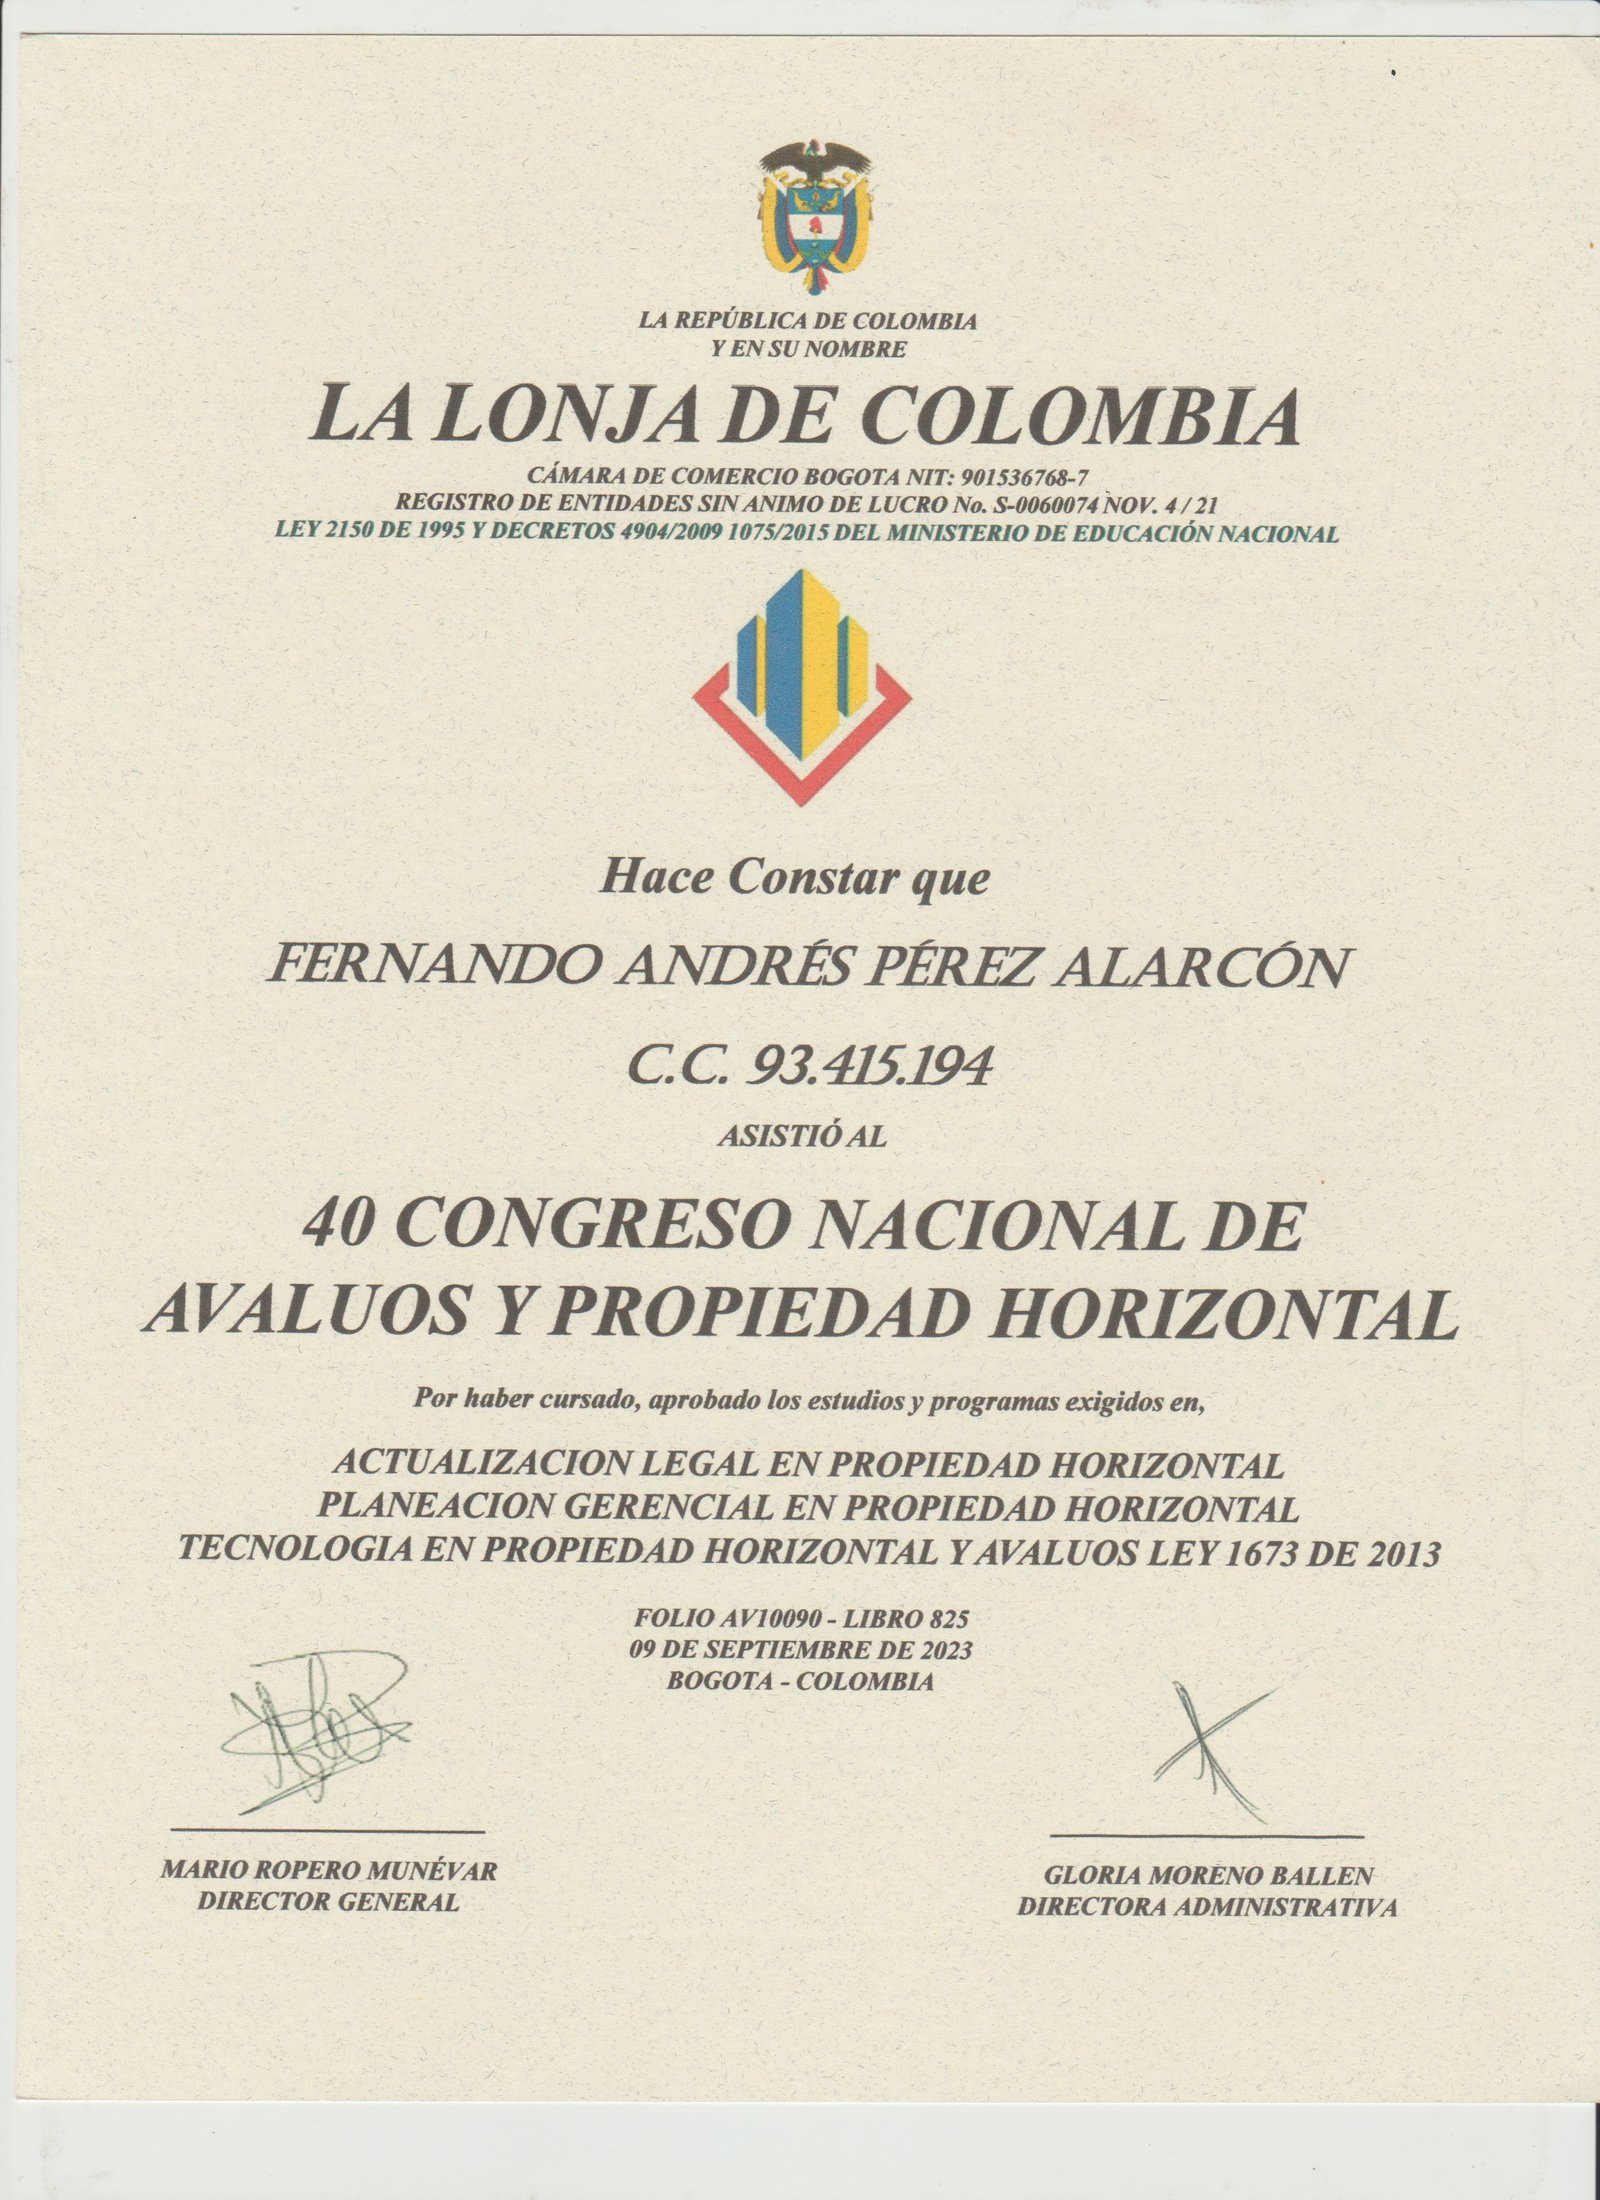 LA REPÚBLICA DE COLOMBIA
Y EN SU NOMBRE
LA LONJA DE COLOMBIA
CÁMARA DE COMERCIO BOGOTA NIT: 901536768-7
REGISTRO DE ENTIDADES SIN ANIMO DE LUCRO No. S-0060074 NOV. 4 / 21
LEY 2150 DE 1995 Y DECRETOS 4904/2009 1075/2015 DEL MINISTERIO DE EDUCACIÓN NACIONAL
Hace Constar que
FERNANDO ANDRÉS PÉREZ ALARCÓN
C.C. 93.415.194
ASISTIÓ AL
40 CONGRESO NACIONAL DE
AVALUOS Y PROPIEDAD HORIZONTAL
Por haber cursado, aprobado los estudios y programas exigidos en,
ACTUALIZACION LEGAL EN PROPIEDAD HORIZONTAL
PLANEACION GERENCIAL EN PROPIEDAD HORIZONTAL
TECNOLOGIA EN PROPIEDAD HORIZONTAL Y AVALUOS LEY 1673 DE 2013
FOLIO AV10090 - LIBRO 825
09 DE SEPTIEMBRE DE 2023
BOGOTA - COLOMBIA
MARIO ROPERO MUNÉVAR
DIRECTOR GENERAL
GLORIA MORENO BALLEN
DIRECTORA ADMINISTRATIVA